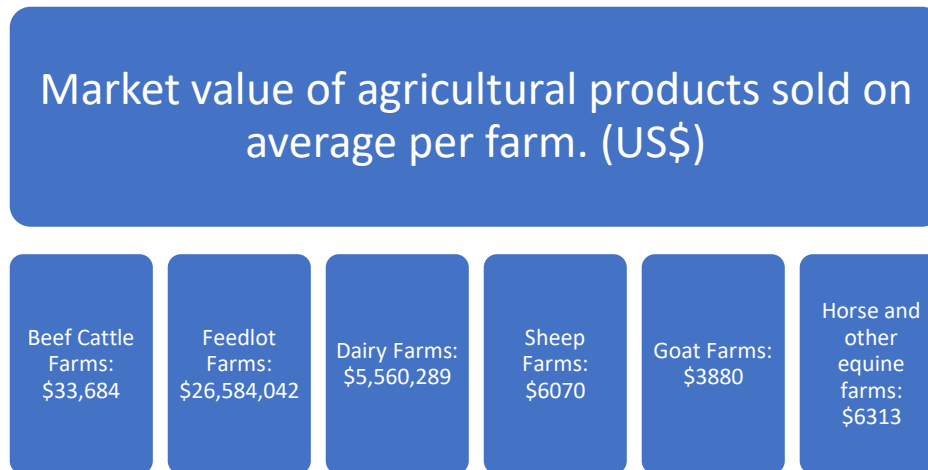 Market value of agricultural products sold on
average per farm. (US$)
Beef Cattle
Farms:
$33,684
Feedlot
Farms:
$26,584,042
Dairy Farms:
$5,560,289
Sheep
Farms:
$6070
Goat Farms:
$3880
Horse and
other
equine
farms:
$6313